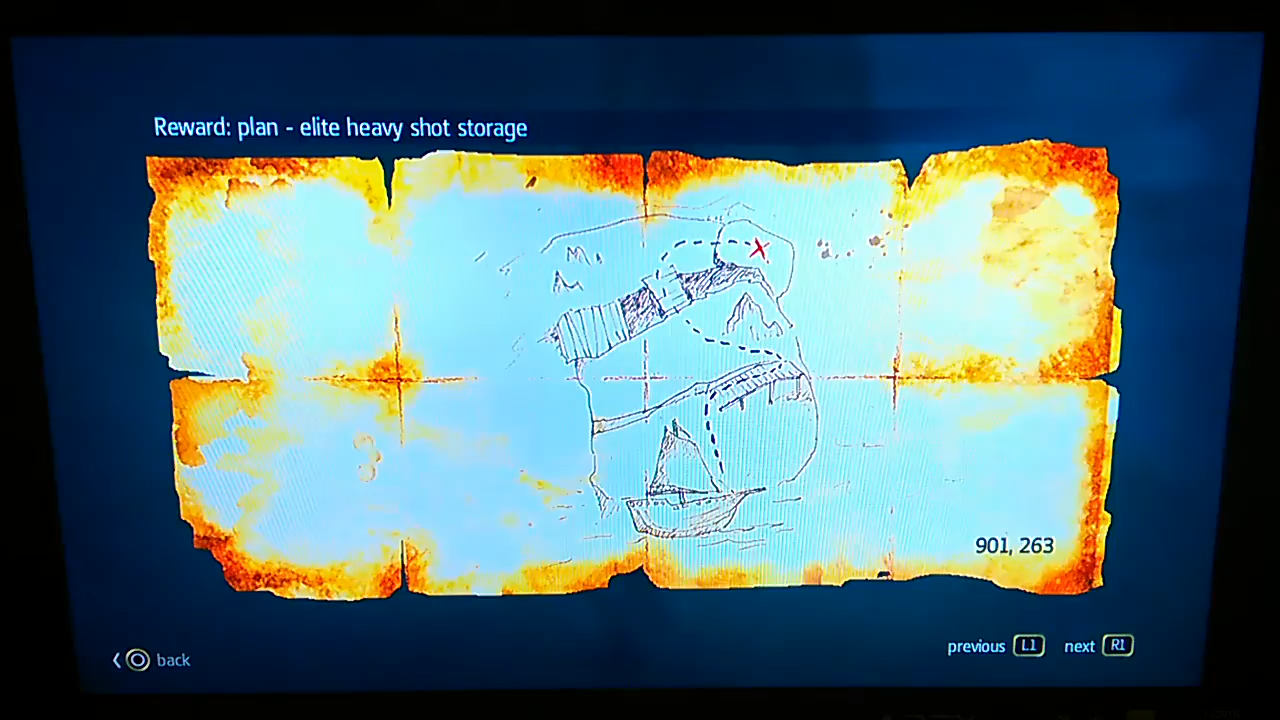 Reward: plan - elite heavy shot storage
901, 263
back
previous L1 next R1